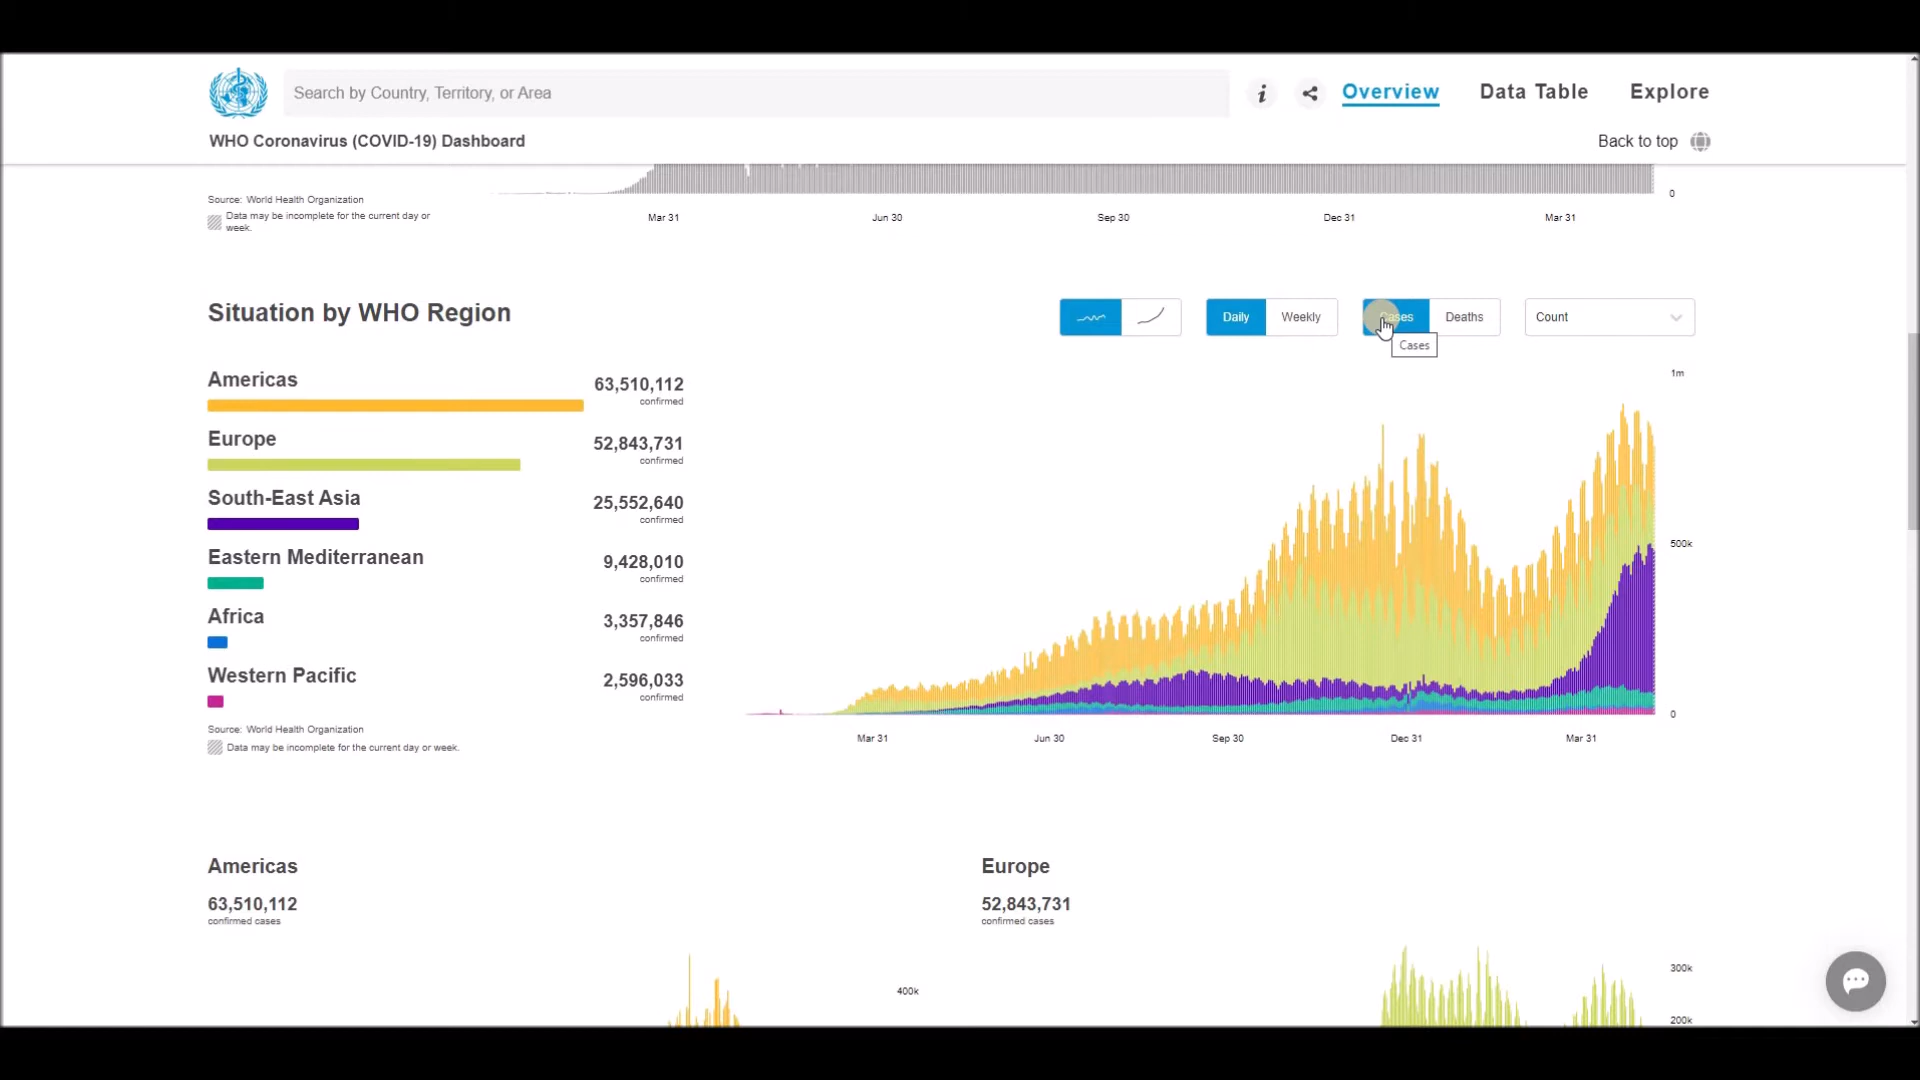 Search by Country, Territory, or Area
i
Overview
Data Table
Explore
WHO Coronavirus (COVID-19) Dashboard
Back to top
0
Source: World Health Organization
Data may be incomplete for the current day or
week.
Mar 31
Jun 30
Sep 30
Dec 31
Mar 31
Situation by WHO Region
Daily
Weekly
Cases
Deaths
Count
Cases
Americas
63,510,112
confirmed
Europe
52,843,731
confirmed
South-East Asia
25,552,640
confirmed
Eastern Mediterranean
9,428,010
confirmed
Africa
3,357,846
confirmed
Western Pacific
2,596,033
confirmed
Source: World Health Organization
Data may be incomplete for the current day or week.
1m
500k
0
Mar 31
Jun 30
Sep 30
Dec 31
Mar 31
Americas
63,510,112
confirmed cases
400k
Europe
52,843,731
confirmed cases
300k
200k